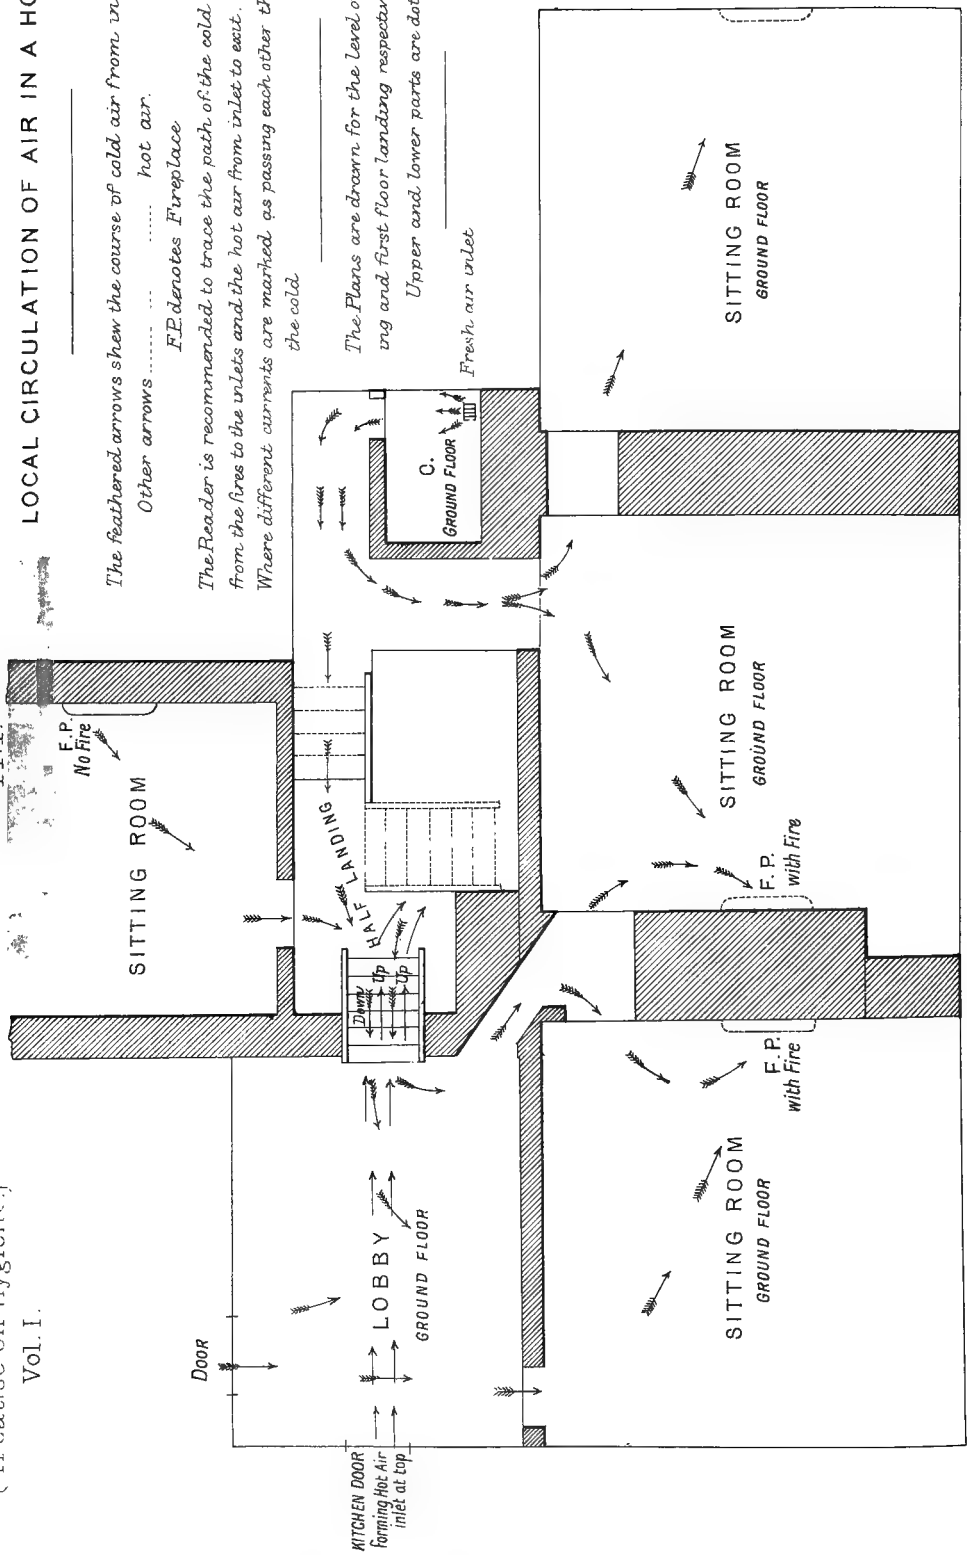 Vol. I.
LOCAL CIRCULATION OF AIR IN A HO
The feathered arrows shew the course of cold air from in
Other arrows ........ ... ...... hot air.
F.P. denotes Fireplace
The Reader is recommended to trace the path of the cold
from the fires to the inlets and the hot air from inlet to exit.
Where different currents are marked as passing each other th
the cold
The Plans are drawn for the level o
ing and first floor landing respectiv
Upper and lower parts are dot
Fresh air inlet
F.P.
No Fire
SITTING ROOM
DOOR
HALF LANDING
Down
Up
Up
C.
GROUND FLOOR
KITCHEN DOOR
forming Hot Air
inlet at top
LOBBY
GROUND FLOOR
SITTING ROOM
GROUND FLOOR
F.P.
with Fire
F.P.
with Fire
SITTING ROOM
GROUND FLOOR
SITTING ROOM
GROUND FLOOR